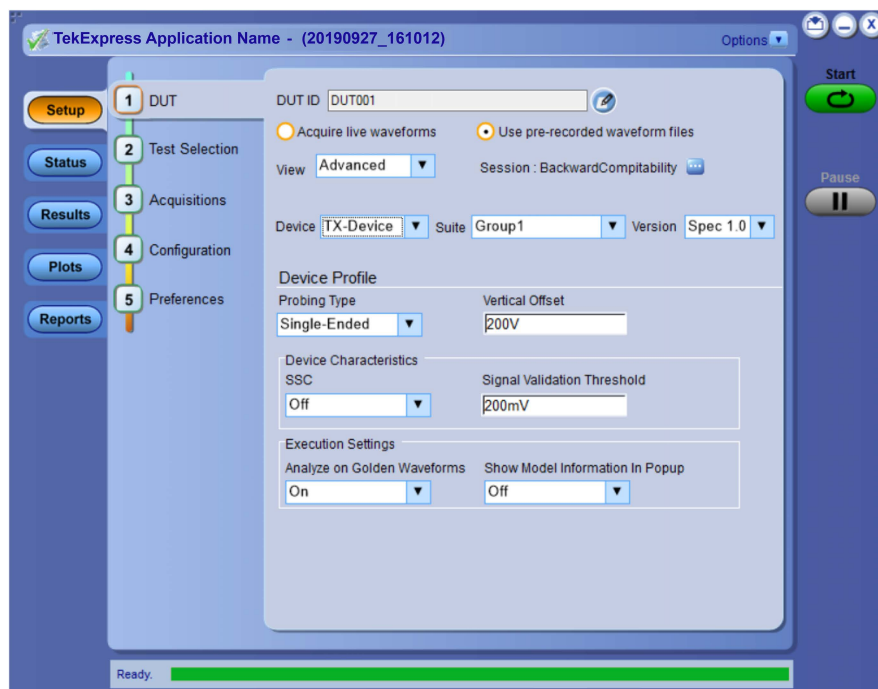 TekExpress Application Name - (20190927_161012)
Options
Start
Pause
Setup
Status
Results
Plots
Reports
1 DUT
2 Test Selection
3 Acquisitions
4 Configuration
5 Preferences
DUT ID DUT001
Acquire live waveforms Use pre-recorded waveform files
View Advanced Session : BackwardCompitability ...
Device TX-Device Suite Group1 Version Spec 1.0
Device Profile
Probing Type Vertical Offset
Single-Ended 200V
Device Characteristics
SSC Signal Validation Threshold
Off 200mV
Execution Settings
Analyze on Golden Waveforms Show Model Information In Popup
On Off
Ready.